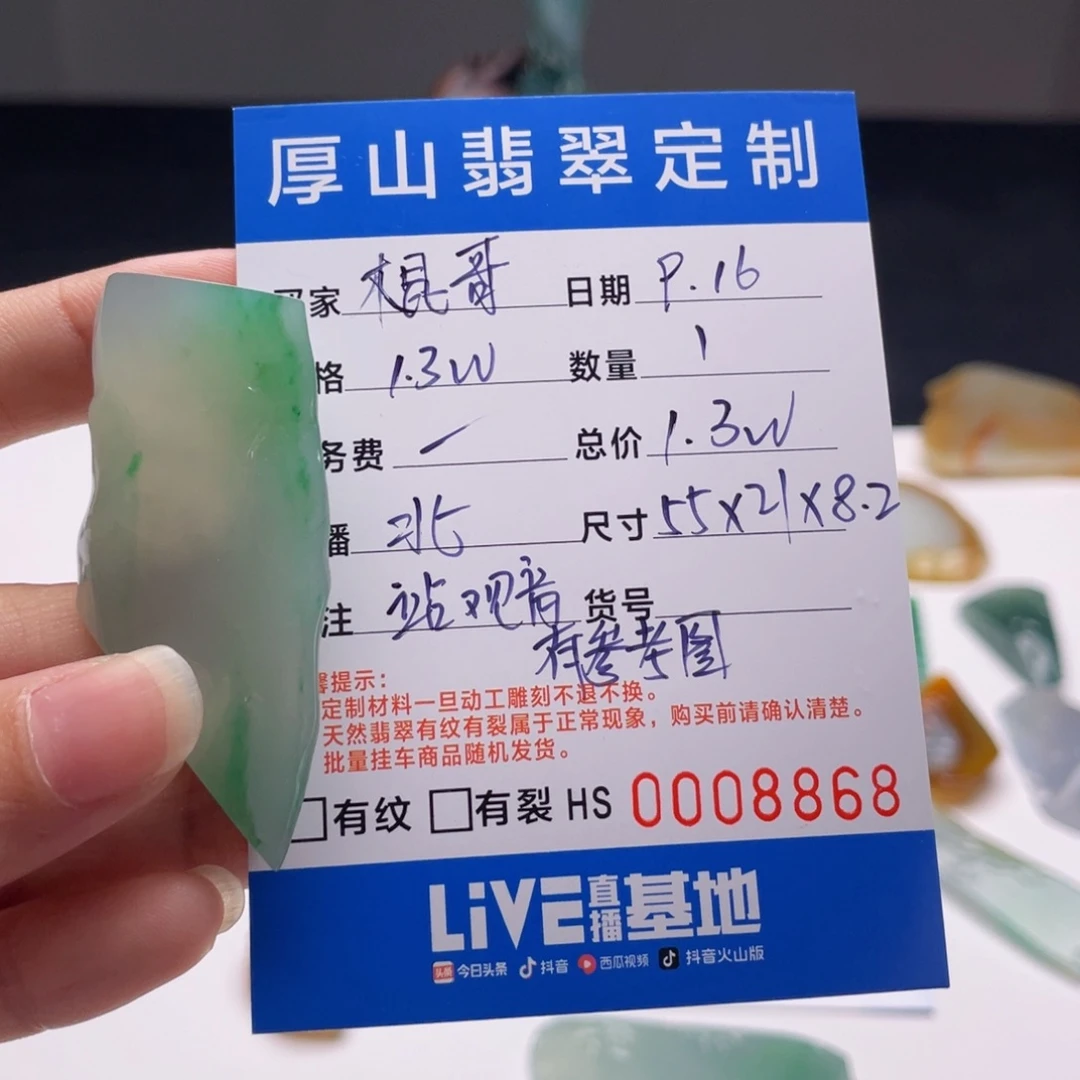 厚山翡翠定制
买家 棍哥 日期 9.16
格 1.3W 数量 1
务费 — 总价 1.3W
播 北 尺寸 55X21X8.2
注 站观音 货号
有参考图
馨提示:
定制材料一旦动工雕刻不退不换。
天然翡翠有纹有裂属于正常现象，购买前请确认清楚。
批量挂车商品随机发货。
□有纹 □有裂 HS 0008868
LiVE直播基地
头条 今日头条 抖音 西瓜视频 抖音火山版